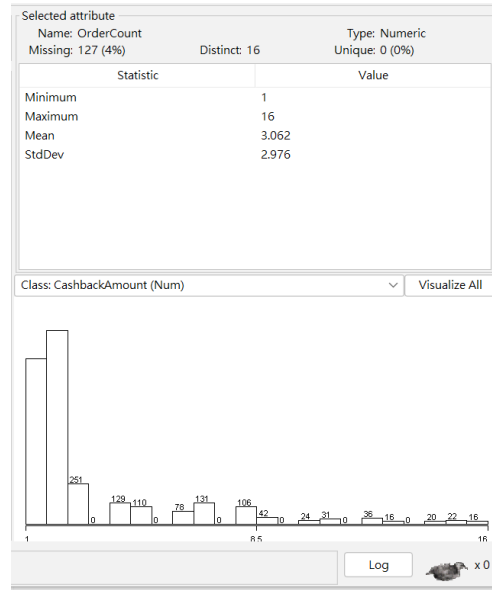 Selected attribute
Name: OrderCount Type: Numeric
Missing: 127 (4%) Distinct: 16 Unique: 0 (0%)
Statistic Value
Minimum 1
Maximum 16
Mean 3.062
StdDev 2.976
Class: CashbackAmount (Num) Visualize All
251 0 129 110 0 78 131 0 106 42 0 24 31 0 36 16 0 20 22 16
1 8.5 16
Log x 0